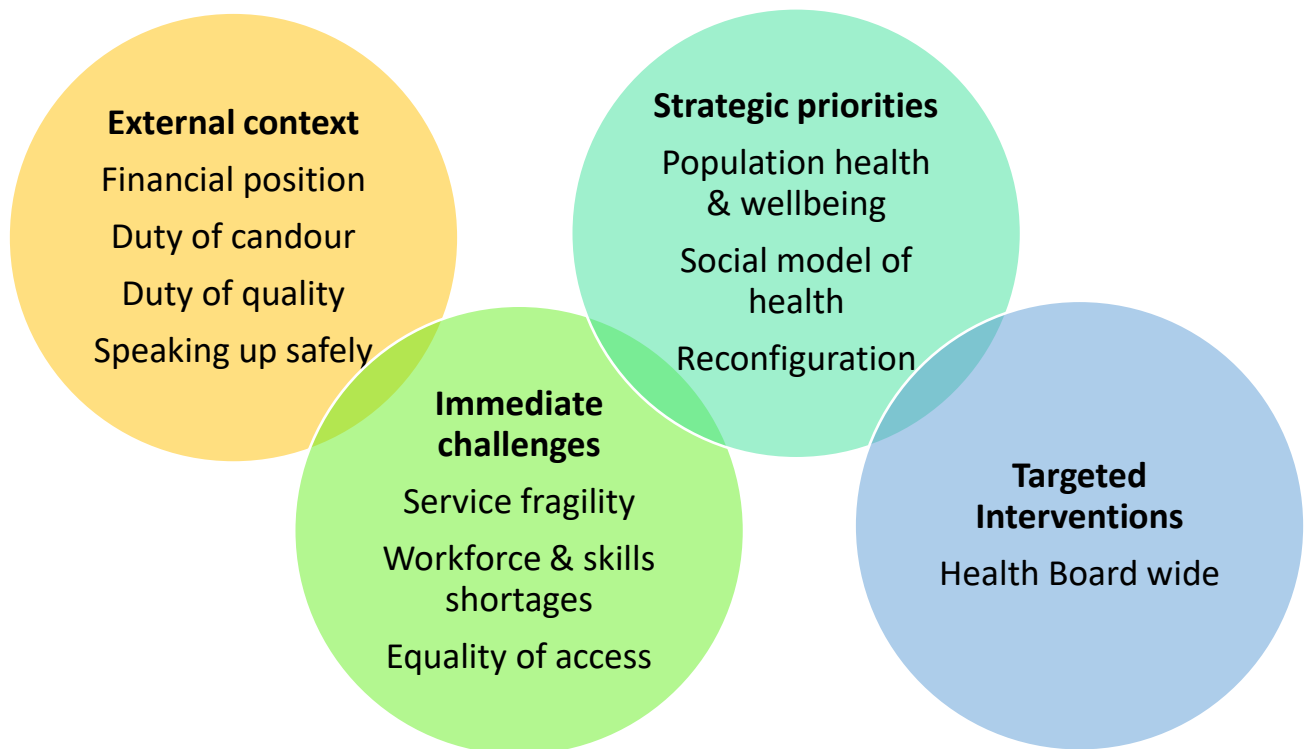 External context
Financial position
Duty of candour
Duty of quality
Speaking up safely
Immediate
challenges
Service fragility
Workforce & skills
shortages
Equality of access
Strategic priorities
Population health
& wellbeing
Social model of
health
Reconfiguration
Targeted
Interventions
Health Board wide